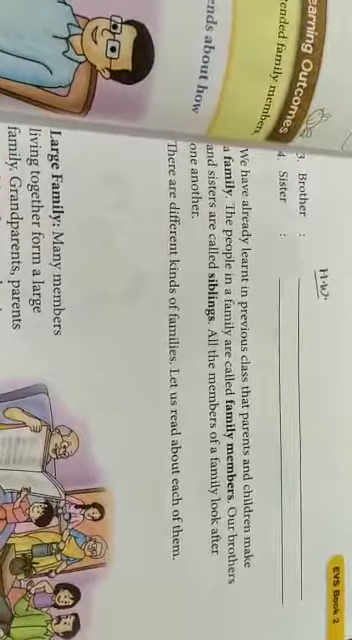 earning Outcomes
tended family members
ends about how
EVS Book 2
H.W.
3. Brother :
4. Sister :
We have already learnt in previous class that parents and children make
a family. The people in a family are called family members. Our brothers
and sisters are called siblings. All the members of a family look after
one another.
There are different kinds of families. Let us read about each of them.
Large Family: Many members
living together form a large
family. Grandparents, parents